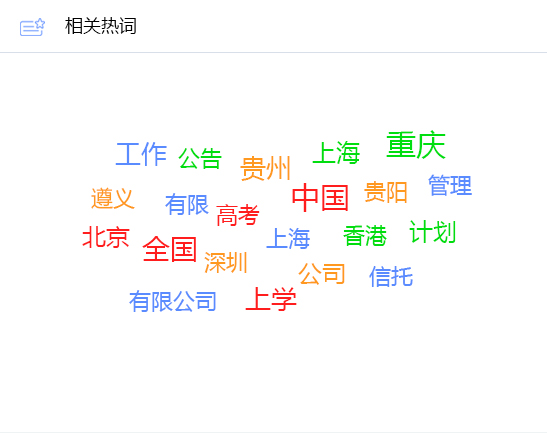 相关热词
工作 公告 贵州 上海 重庆
遵义 有限 高考 中国 贵阳 管理
北京 全国 深圳 上海 香港 计划
有限公司 上学 公司 信托